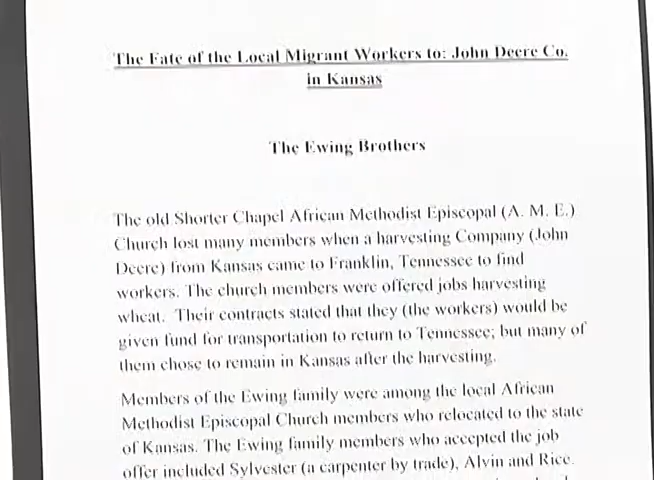 The Fate of the Local Migrant Workers to: John Deere Co.
in Kansas
The Ewing Brothers
The old Shorter Chapel African Methodist Episcopal (A. M. E.)
Church lost many members when a harvesting Company (John
Deere) from Kansas came to Franklin, Tennessee to find
workers. The church members were offered jobs harvesting
wheat. Their contracts stated that they (the workers) would be
given fund for transportation to return to Tennessee; but many of
them chose to remain in Kansas after the harvesting.
Members of the Ewing family were among the local African
Methodist Episcopal Church members who relocated to the state
of Kansas. The Ewing family members who accepted the job
offer included Sylvester (a carpenter by trade), Alvin and Rice.